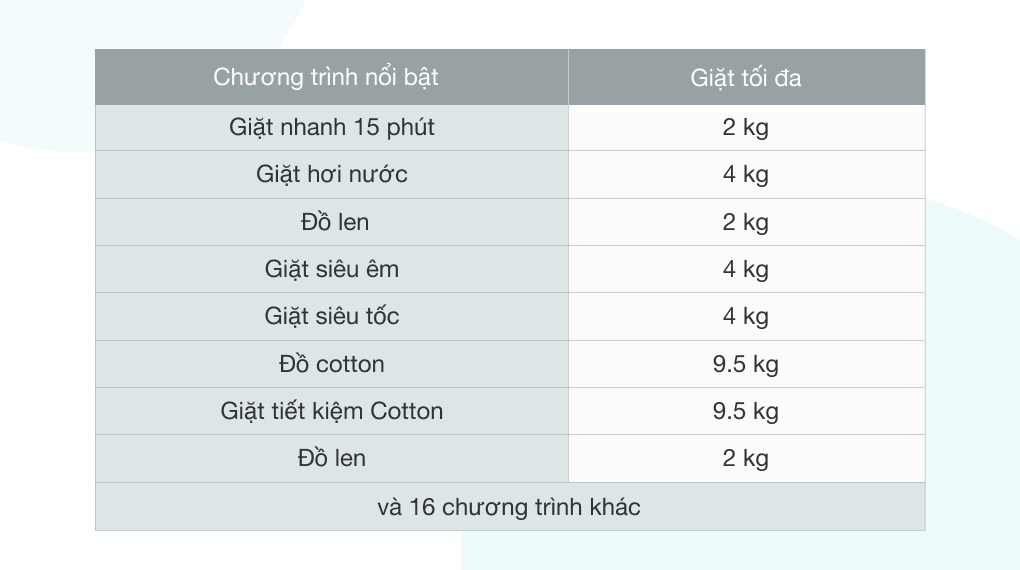 Chương trình nổi bật Giặt tối đa
Giặt nhanh 15 phút 2 kg
Giặt hơi nước 4 kg
Đồ len 2 kg
Giặt siêu êm 4 kg
Giặt siêu tốc 4 kg
Đồ cotton 9.5 kg
Giặt tiết kiệm Cotton 9.5 kg
Đồ len 2 kg
và 16 chương trình khác